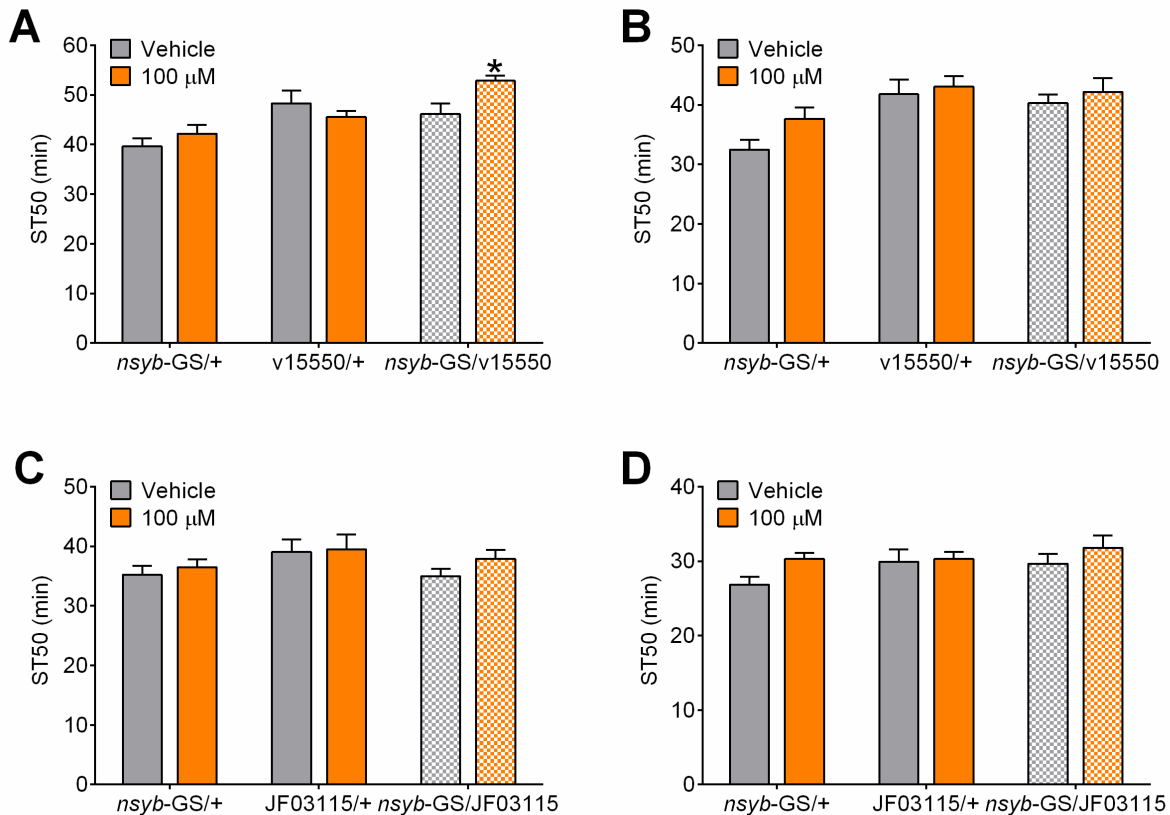 A
60
50
40
30
20
10
0
ST50 (min)
Vehicle
100 μM
*
nsyb-GS/+
v15550/+
nsyb-GS/v15550
B
50
40
30
20
10
0
ST50 (min)
Vehicle
100 μM
nsyb-GS/+
v15550/+
nsyb-GS/v15550
C
50
40
30
20
10
0
ST50 (min)
Vehicle
100 μM
nsyb-GS/+
JF03115/+
nsyb-GS/JF03115
D
40
30
20
10
0
ST50 (min)
Vehicle
100 μM
nsyb-GS/+
JF03115/+
nsyb-GS/JF03115